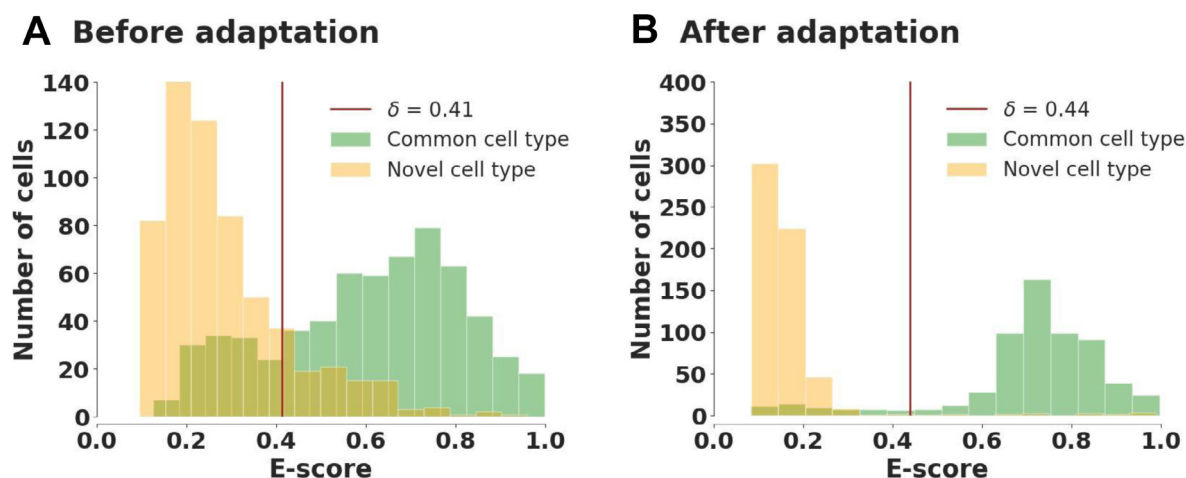 A Before adaptation
140
120
100
80
60
40
20
0
Number of cells
δ = 0.41
Common cell type
Novel cell type
0.0 0.2 0.4 0.6 0.8 1.0
E-score
B After adaptation
400
350
300
250
200
150
100
50
0
Number of cells
δ = 0.44
Common cell type
Novel cell type
0.0 0.2 0.4 0.6 0.8 1.0
E-score